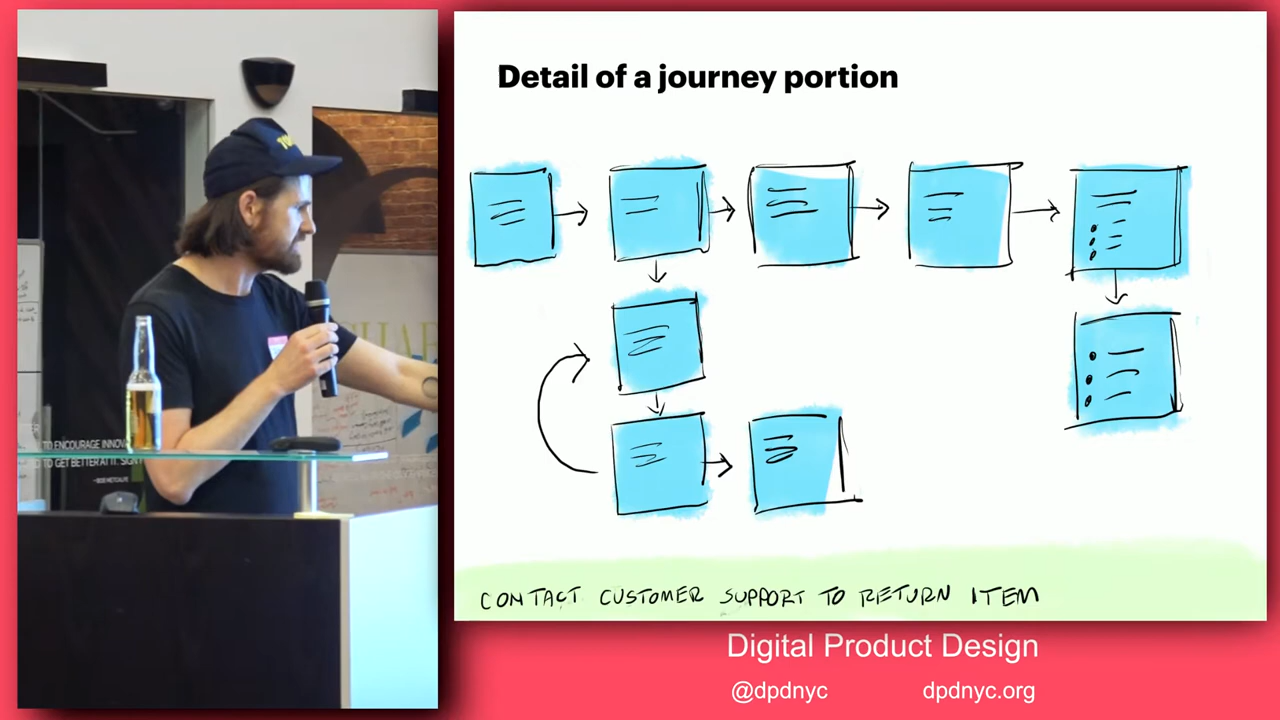 Detail of a journey portion
CONTACT CUSTOMER SUPPORT TO RETURN ITEM
Digital Product Design
@dpdnyc
dpdnyc.org
TO ENCOURAGE INNOV
TO GET BETTER AT IT.